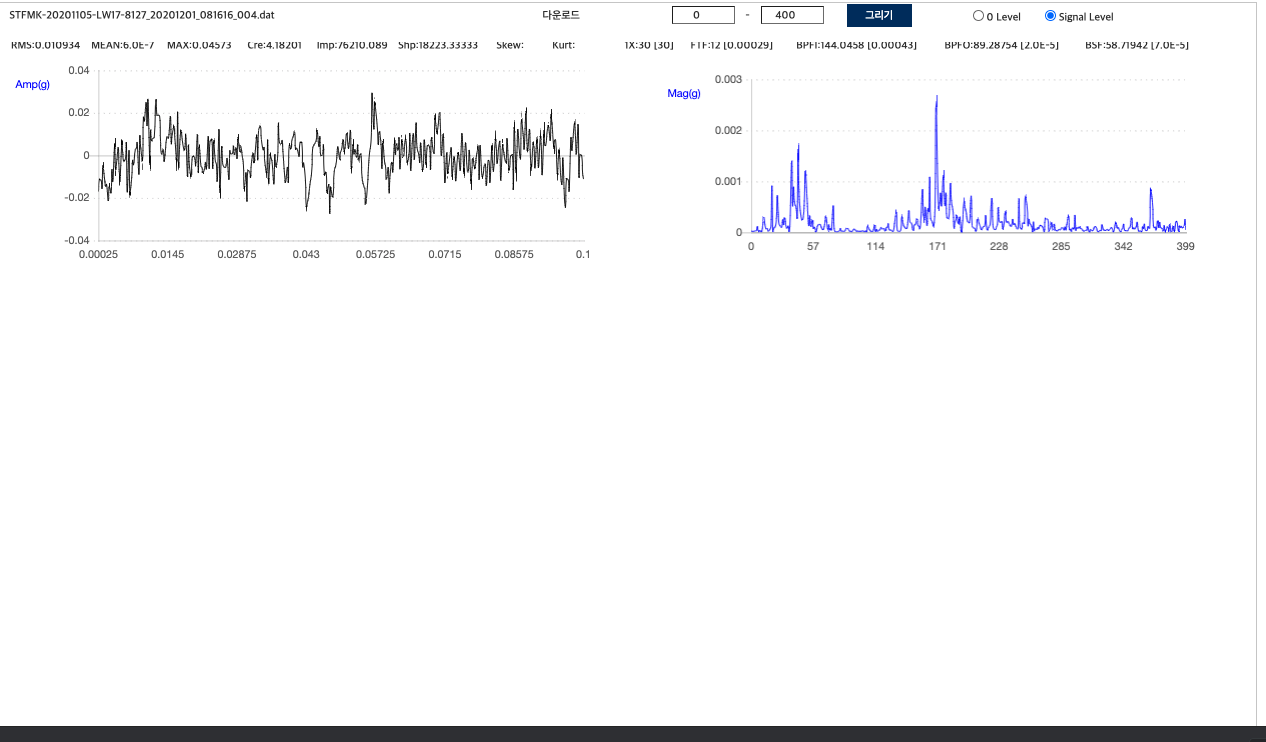 STFMK-20201105-LW17-8127_20201201_081616_004.dat 다운로드 0 - 400 그리기 0 Level Signal Level
RMS:0.010934 MEAN:6.0E-7 MAX:0.04573 Cre:4.18201 Imp:76210.089 Shp:18223.33333 Skew: Kurt: 1X:30 [30] FTF:12 [0.00029] BPFI:144.0458 [0.00043] BPFO:89.28754 [2.0E-5] BSF:58.71942 [7.0E-5]
Amp(g)
0.04
0.02
0
-0.02
-0.04
0.00025 0.0145 0.02875 0.043 0.05725 0.0715 0.08575 0.1
Mag(g)
0.003
0.002
0.001
0
0 57 114 171 228 285 342 399